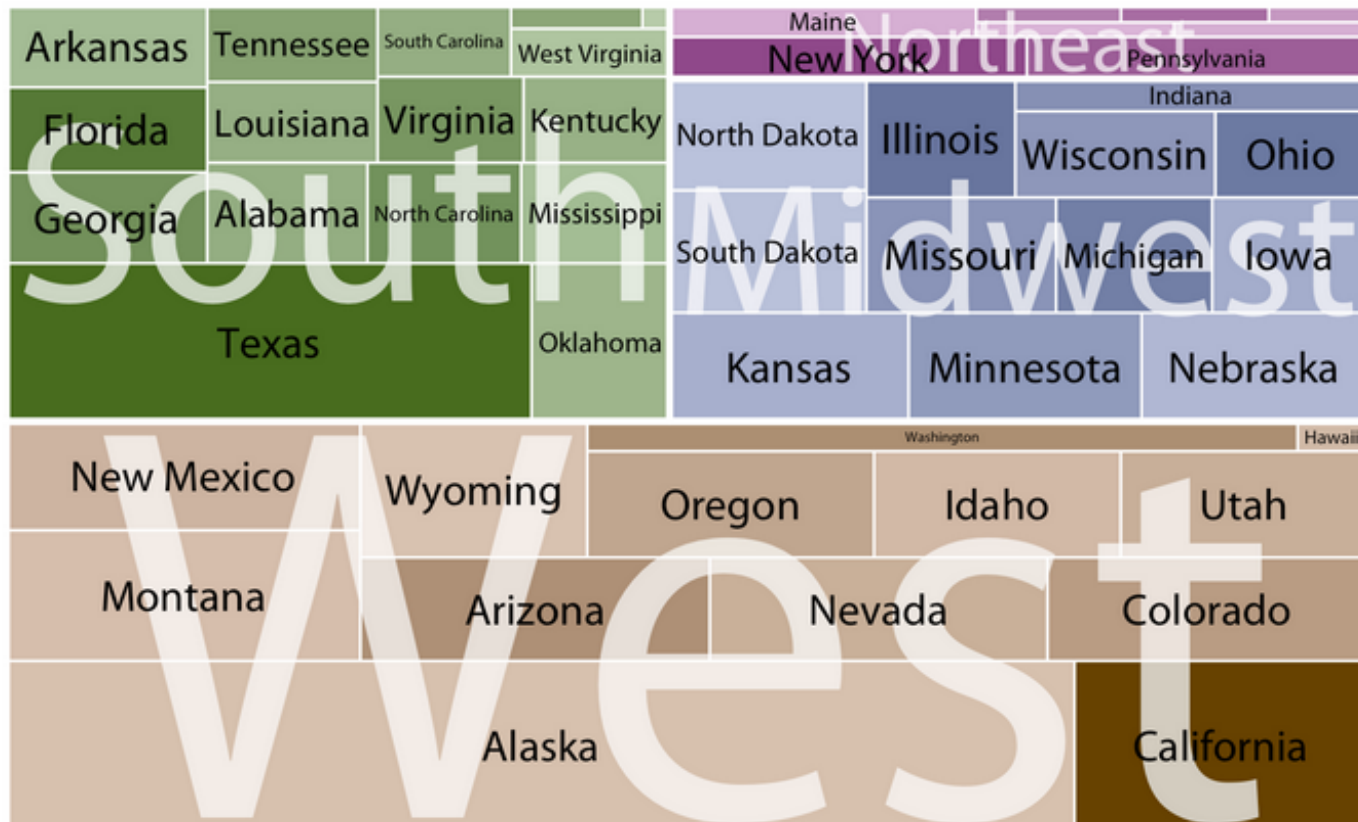 South
Arkansas
Tennessee
South Carolina
West Virginia
Florida
Louisiana
Virginia
Kentucky
Georgia
Alabama
North Carolina
Mississippi
Texas
Oklahoma
Northeast
Maine
New York
Pennsylvania
Midwest
North Dakota
Illinois
Indiana
Wisconsin
Ohio
South Dakota
Missouri
Michigan
Iowa
Kansas
Minnesota
Nebraska
West
New Mexico
Wyoming
Washington
Hawaii
Oregon
Idaho
Utah
Montana
Arizona
Nevada
Colorado
Alaska
California